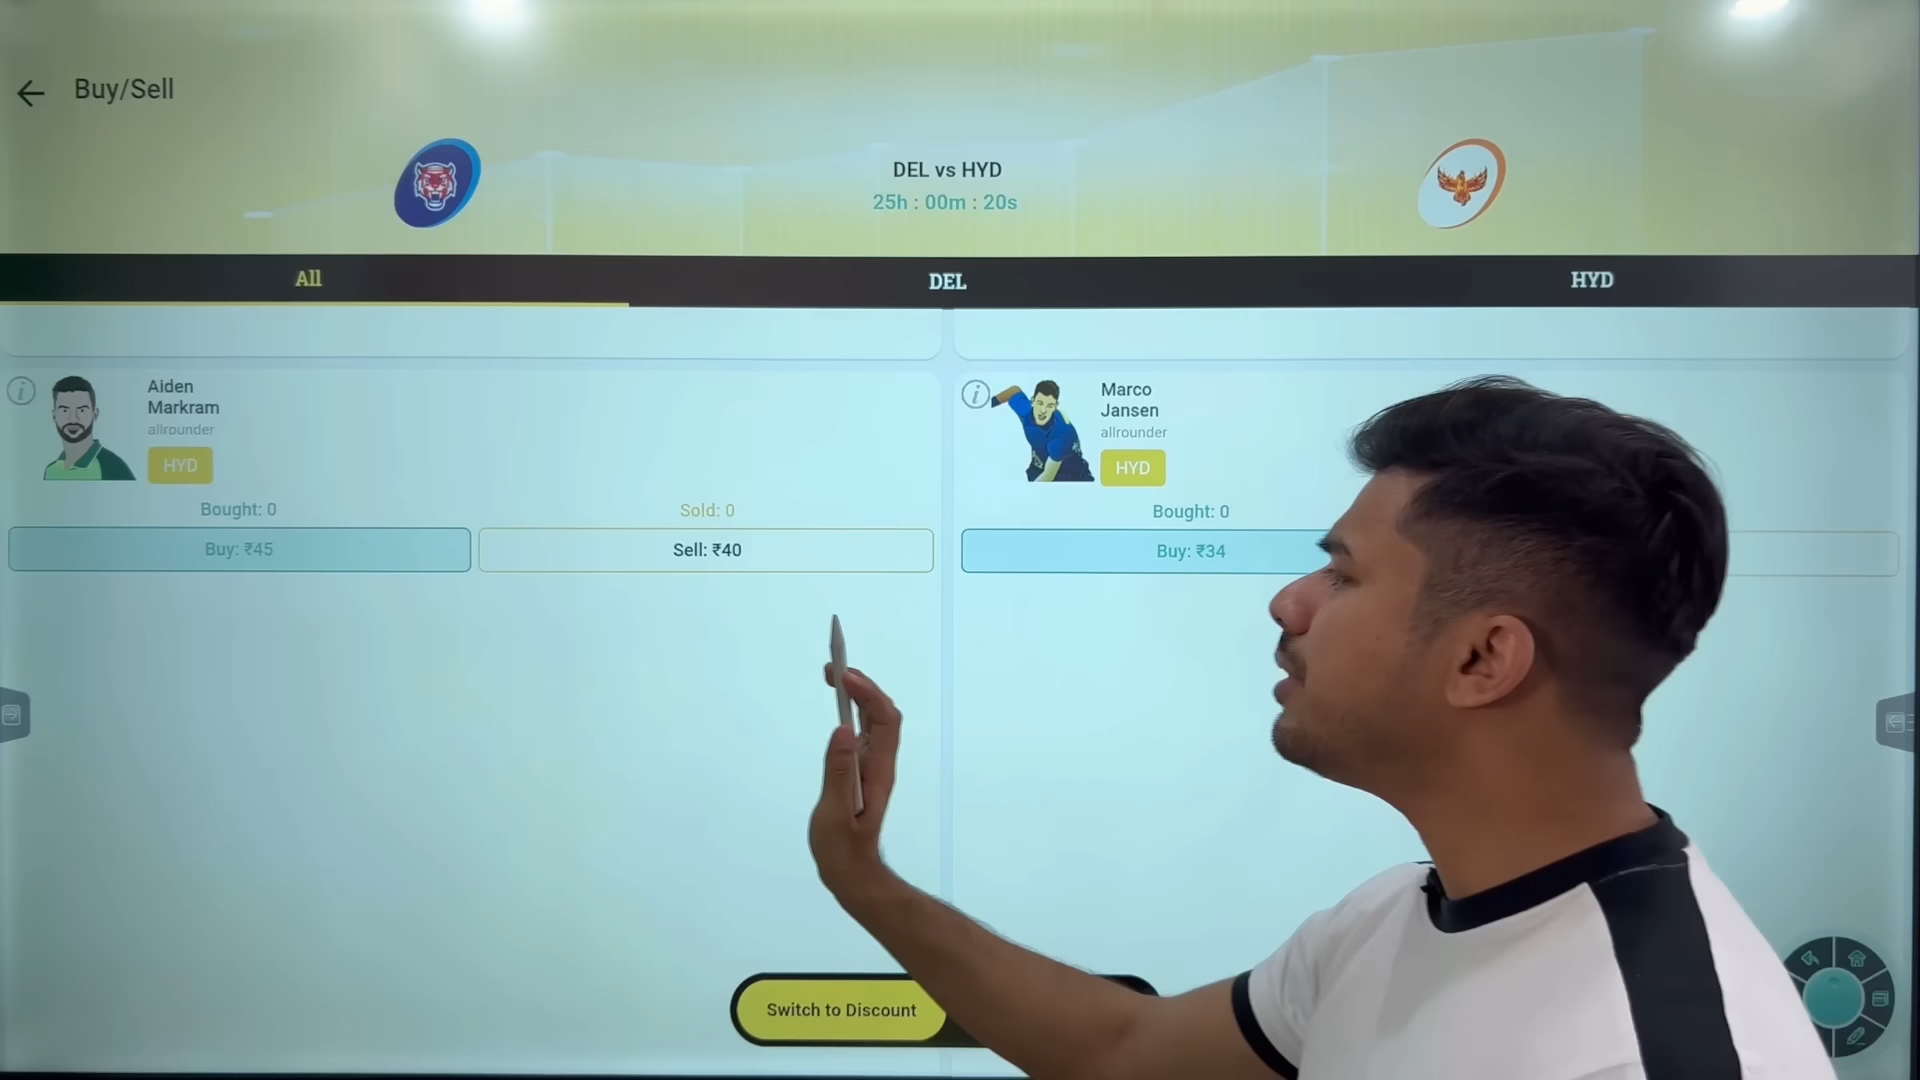 Buy/Sell
DEL vs HYD
25h : 00m : 20s
All
DEL
HYD
Aiden
Markram
allrounder
HYD
Bought: 0
Sold: 0
Buy: ₹45
Sell: ₹40
Marco
Jansen
allrounder
HYD
Bought: 0
Buy: ₹34
Switch to Discount